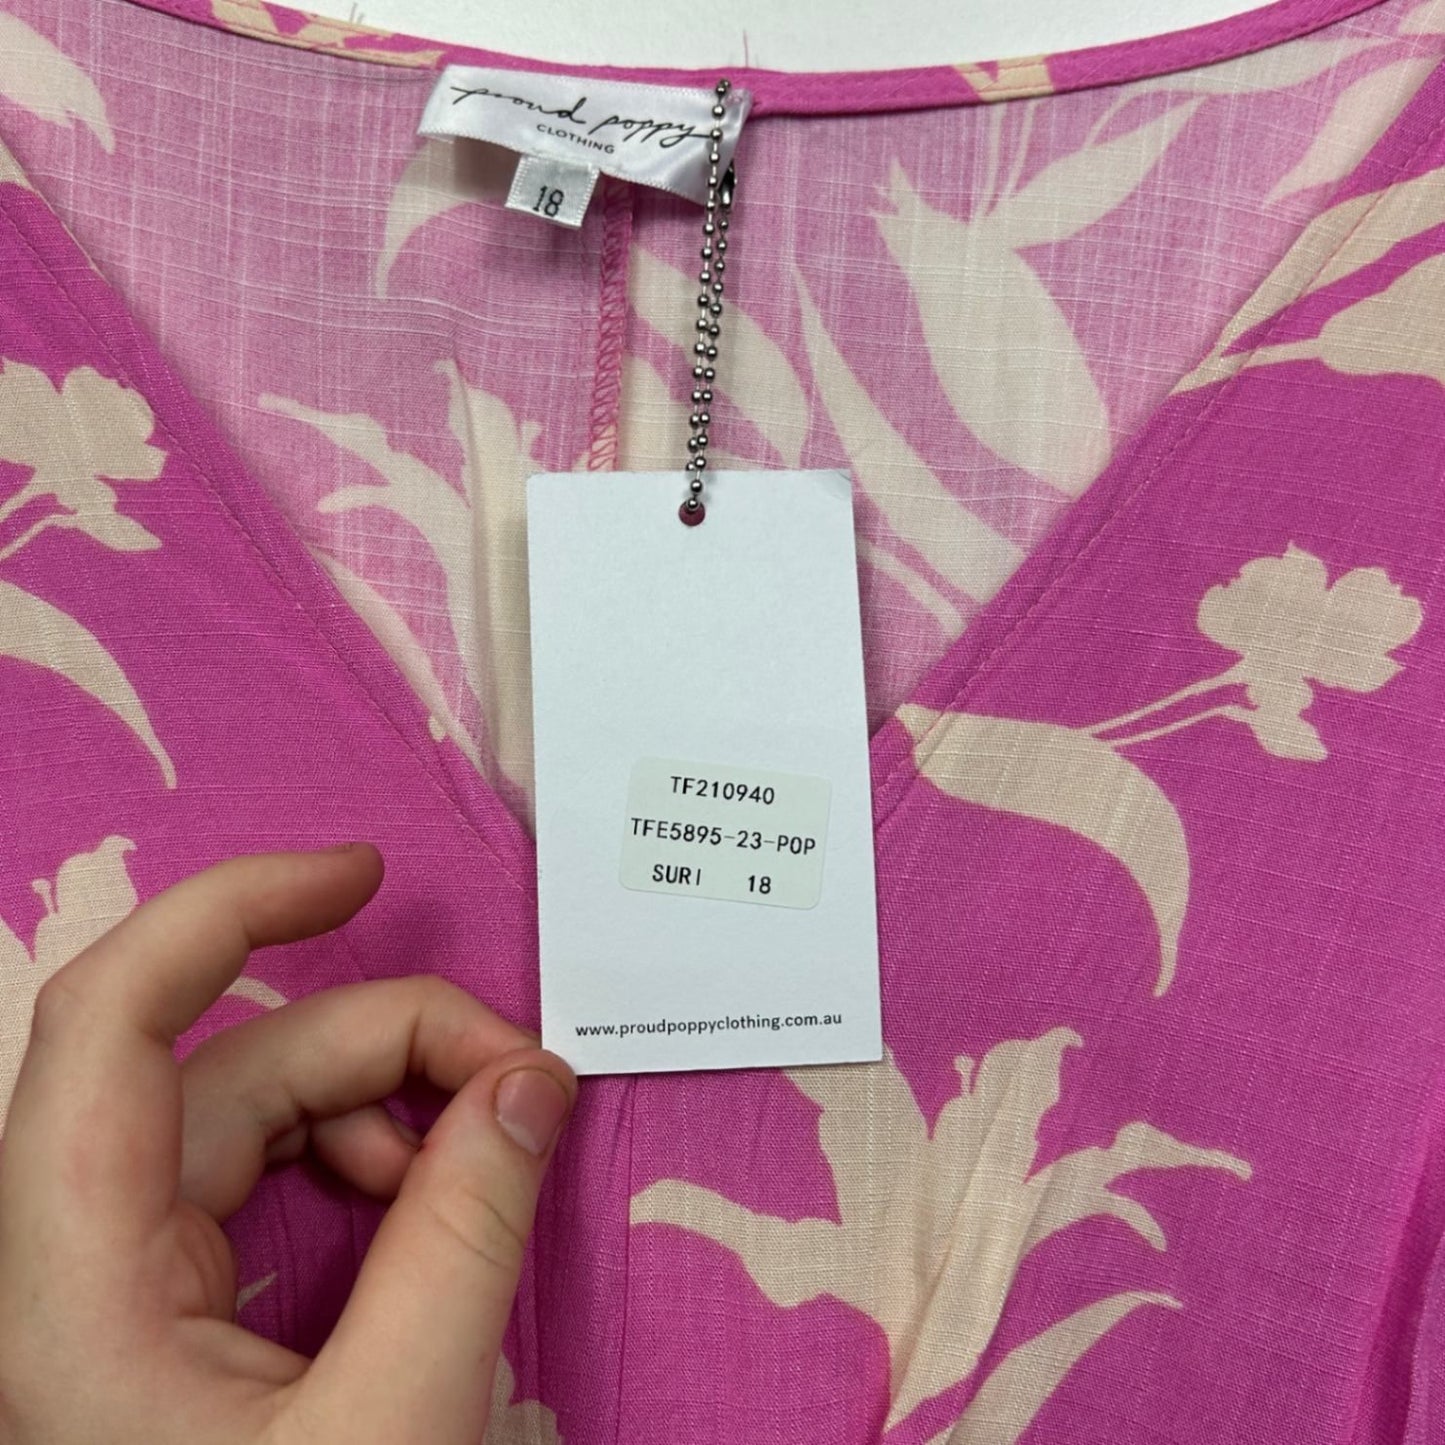 proud poppy
CLOTHING
18
TF210940
TFE5895-23-POP
SURI 18
www.proudpoppyclothing.com.au